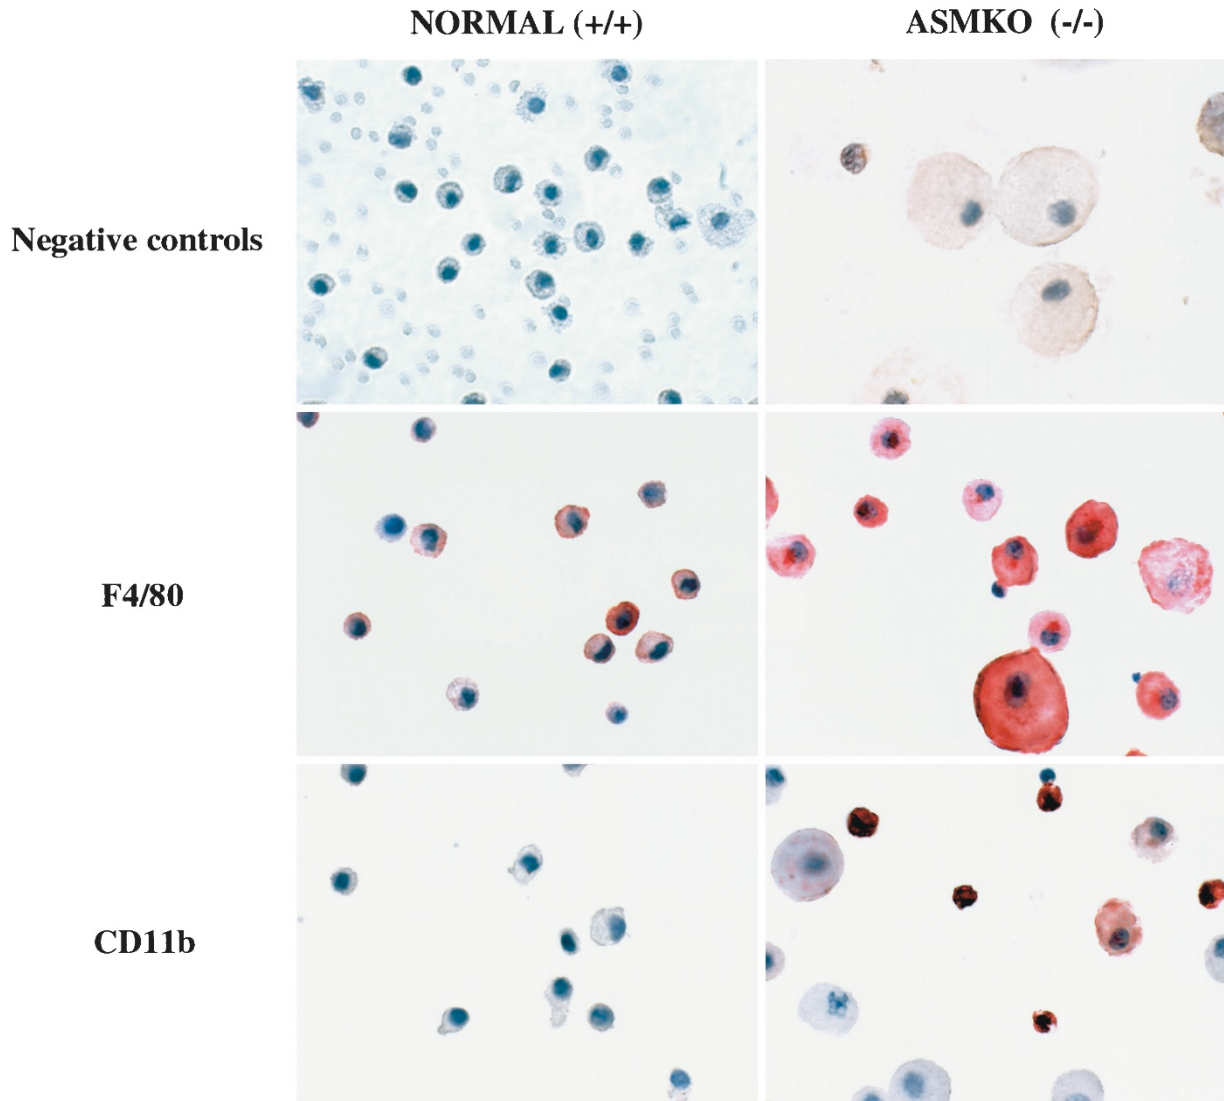 NORMAL (+/+) ASMKO (-/-)
Negative controls
F4/80
CD11b